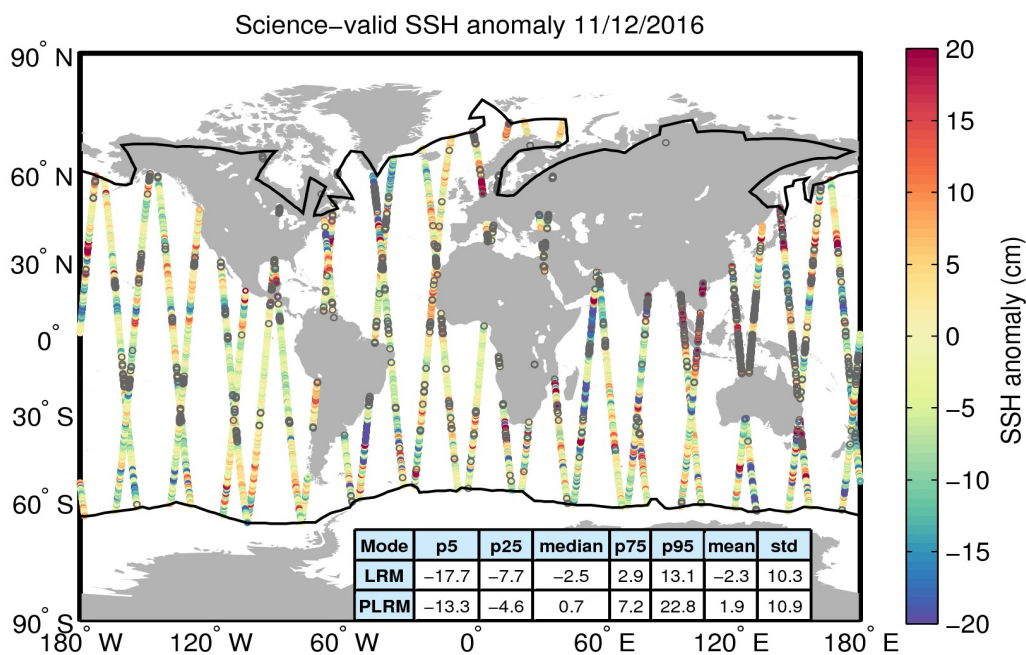 Science−valid SSH anomaly 11/12/2016
90° N
60° N
30° N
0°
30° S
60° S
90° S
180° W
120° W
60° W
0°
60° E
120° E
180° E
Mode p5 p25 median p75 p95 mean std
LRM −17.7 −7.7 −2.5 2.9 13.1 −2.3 10.3
PLRM −13.3 −4.6 0.7 7.2 22.8 1.9 10.9
20
15
10
5
0
−5
−10
−15
−20
SSH anomaly (cm)